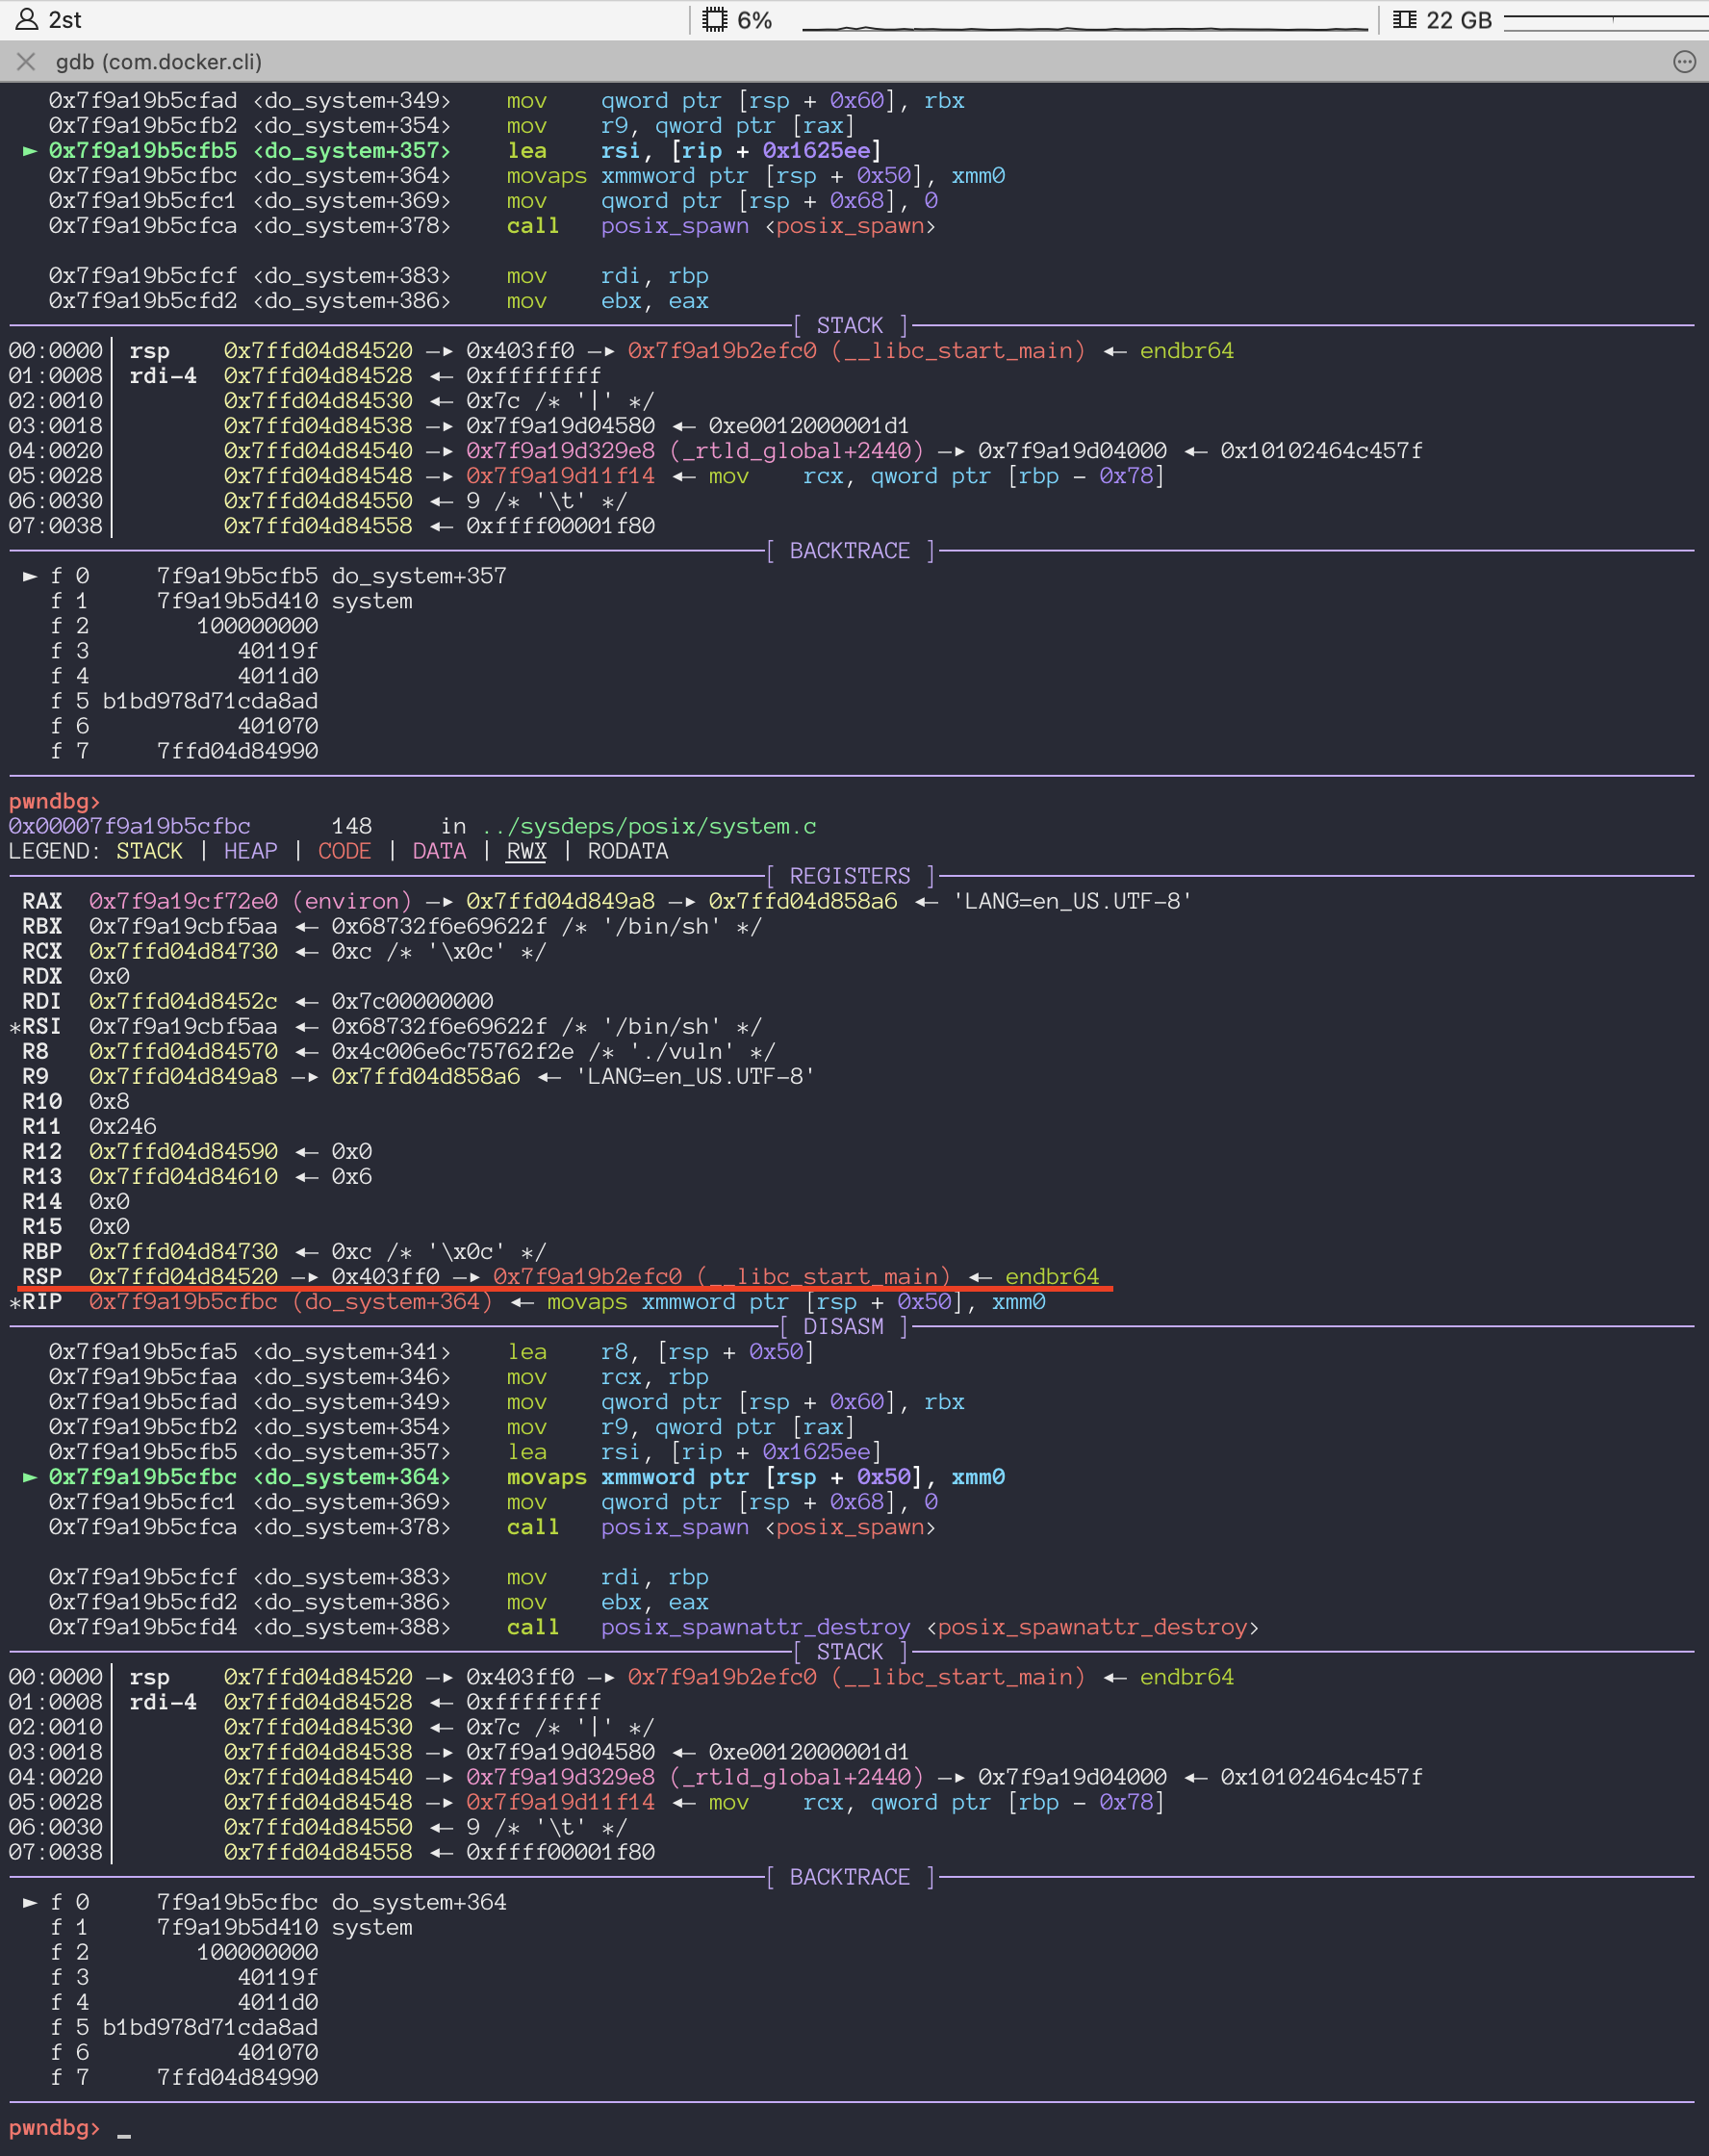 2st 6% 22 GB
gdb (com.docker.cli)
0x7f9a19b5cfad <do_system+349> mov qword ptr [rsp + 0x60], rbx
0x7f9a19b5cfb2 <do_system+354> mov r9, qword ptr [rax]
► 0x7f9a19b5cfb5 <do_system+357> lea rsi, [rip + 0x1625ee]
0x7f9a19b5cfbc <do_system+364> movaps xmmword ptr [rsp + 0x50], xmm0
0x7f9a19b5cfc1 <do_system+369> mov qword ptr [rsp + 0x68], 0
0x7f9a19b5cfca <do_system+378> call posix_spawn <posix_spawn>
0x7f9a19b5cfcf <do_system+383> mov rdi, rbp
0x7f9a19b5cfd2 <do_system+386> mov ebx, eax
[ STACK ]
00:0000│ rsp 0x7ffd04d84520 —▸ 0x403ff0 —▸ 0x7f9a19b2efc0 (__libc_start_main) ◂— endbr64
01:0008│ rdi-4 0x7ffd04d84528 ◂— 0xffffffff
02:0010│ 0x7ffd04d84530 ◂— 0x7c /* '|' */
03:0018│ 0x7ffd04d84538 —▸ 0x7f9a19d04580 ◂— 0xe0012000001d1
04:0020│ 0x7ffd04d84540 —▸ 0x7f9a19d329e8 (_rtld_global+2440) —▸ 0x7f9a19d04000 ◂— 0x10102464c457f
05:0028│ 0x7ffd04d84548 —▸ 0x7f9a19d11f14 ◂— mov rcx, qword ptr [rbp - 0x78]
06:0030│ 0x7ffd04d84550 ◂— 9 /* '\t' */
07:0038│ 0x7ffd04d84558 ◂— 0xffff00001f80
[ BACKTRACE ]
► f 0 7f9a19b5cfb5 do_system+357
f 1 7f9a19b5d410 system
f 2 100000000
f 3 40119f
f 4 4011d0
f 5 b1bd978d71cda8ad
f 6 401070
f 7 7ffd04d84990
pwndbg>
0x00007f9a19b5cfbc 148 in ../sysdeps/posix/system.c
LEGEND: STACK | HEAP | CODE | DATA | RWX | RODATA
[ REGISTERS ]
RAX 0x7f9a19cf72e0 (environ) —▸ 0x7ffd04d849a8 —▸ 0x7ffd04d858a6 ◂— 'LANG=en_US.UTF-8'
RBX 0x7f9a19cbf5aa ◂— 0x68732f6e69622f /* '/bin/sh' */
RCX 0x7ffd04d84730 ◂— 0xc /* '\x0c' */
RDX 0x0
RDI 0x7ffd04d8452c ◂— 0x7c00000000
*RSI 0x7f9a19cbf5aa ◂— 0x68732f6e69622f /* '/bin/sh' */
R8 0x7ffd04d84570 ◂— 0x4c006e6c75762f2e /* './vuln' */
R9 0x7ffd04d849a8 —▸ 0x7ffd04d858a6 ◂— 'LANG=en_US.UTF-8'
R10 0x8
R11 0x246
R12 0x7ffd04d84590 ◂— 0x0
R13 0x7ffd04d84610 ◂— 0x6
R14 0x0
R15 0x0
RBP 0x7ffd04d84730 ◂— 0xc /* '\x0c' */
RSP 0x7ffd04d84520 —▸ 0x403ff0 —▸ 0x7f9a19b2efc0 (__libc_start_main) ◂— endbr64
*RIP 0x7f9a19b5cfbc (do_system+364) ◂— movaps xmmword ptr [rsp + 0x50], xmm0
[ DISASM ]
0x7f9a19b5cfa5 <do_system+341> lea r8, [rsp + 0x50]
0x7f9a19b5cfaa <do_system+346> mov rcx, rbp
0x7f9a19b5cfad <do_system+349> mov qword ptr [rsp + 0x60], rbx
0x7f9a19b5cfb2 <do_system+354> mov r9, qword ptr [rax]
0x7f9a19b5cfb5 <do_system+357> lea rsi, [rip + 0x1625ee]
► 0x7f9a19b5cfbc <do_system+364> movaps xmmword ptr [rsp + 0x50], xmm0
0x7f9a19b5cfc1 <do_system+369> mov qword ptr [rsp + 0x68], 0
0x7f9a19b5cfca <do_system+378> call posix_spawn <posix_spawn>
0x7f9a19b5cfcf <do_system+383> mov rdi, rbp
0x7f9a19b5cfd2 <do_system+386> mov ebx, eax
0x7f9a19b5cfd4 <do_system+388> call posix_spawnattr_destroy <posix_spawnattr_destroy>
[ STACK ]
00:0000│ rsp 0x7ffd04d84520 —▸ 0x403ff0 —▸ 0x7f9a19b2efc0 (__libc_start_main) ◂— endbr64
01:0008│ rdi-4 0x7ffd04d84528 ◂— 0xffffffff
02:0010│ 0x7ffd04d84530 ◂— 0x7c /* '|' */
03:0018│ 0x7ffd04d84538 —▸ 0x7f9a19d04580 ◂— 0xe0012000001d1
04:0020│ 0x7ffd04d84540 —▸ 0x7f9a19d329e8 (_rtld_global+2440) —▸ 0x7f9a19d04000 ◂— 0x10102464c457f
05:0028│ 0x7ffd04d84548 —▸ 0x7f9a19d11f14 ◂— mov rcx, qword ptr [rbp - 0x78]
06:0030│ 0x7ffd04d84550 ◂— 9 /* '\t' */
07:0038│ 0x7ffd04d84558 ◂— 0xffff00001f80
[ BACKTRACE ]
► f 0 7f9a19b5cfbc do_system+364
f 1 7f9a19b5d410 system
f 2 100000000
f 3 40119f
f 4 4011d0
f 5 b1bd978d71cda8ad
f 6 401070
f 7 7ffd04d84990
pwndbg> _